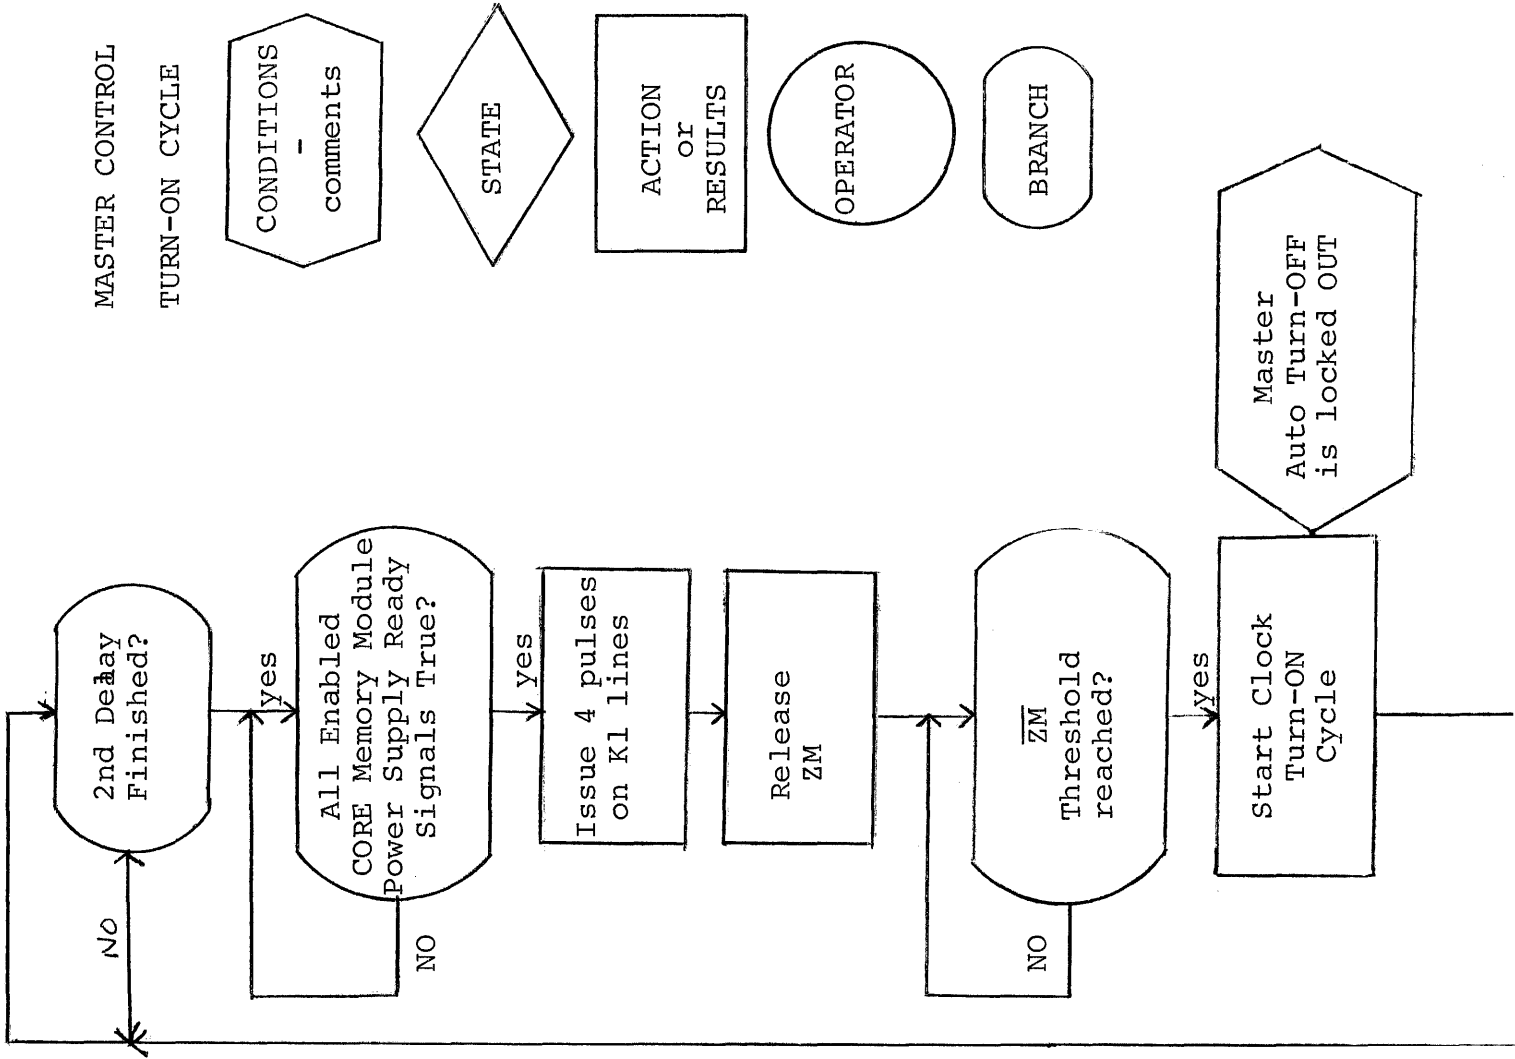 MASTER CONTROL
TURN-ON CYCLE
CONDITIONS
-
comments
STATE
ACTION
or
RESULTS
OPERATOR
BRANCH
2nd Delay
Finished?
NO
yes
All Enabled
CORE Memory Module
Power Supply Ready
Signals True?
NO
yes
Issue 4 pulses
on K1 lines
Release
ZM
Z̅M̅
Threshold
reached?
NO
yes
Start Clock
Turn-ON
Cycle
Master
Auto Turn-OFF
is locked OUT